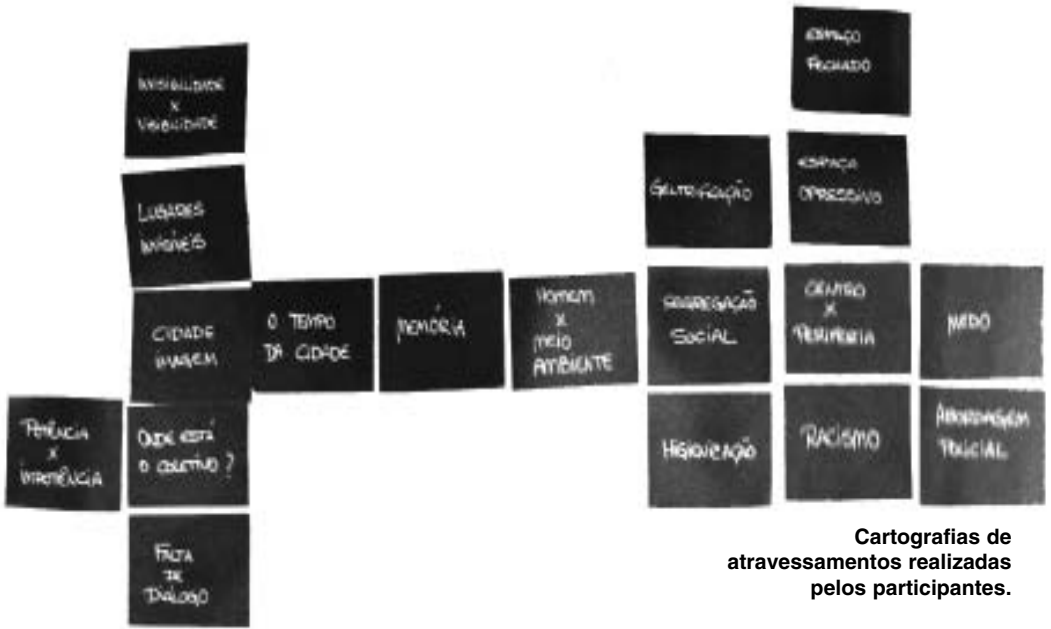 ESPAÇO
FECHADO
INVISIBILIDADE
X
VISIBILIDADE
GENTRIFICAÇÃO
ESPAÇO
OPRESSIVO
LUGARES
INVISÍVEIS
CIDADE
IMAGEM
O TEMPO
DA CIDADE
MEMÓRIA
HOMEM
X
MEIO
AMBIENTE
SEGREGAÇÃO
SOCIAL
CENTRO
X
PERIFERIA
MEDO
POTÊNCIA
X
IMPOTÊNCIA
ONDE ESTÁ
O COLETIVO?
HIGIENIZAÇÃO
RACISMO
ABORDAGEM
POLICIAL
FALTA
DE
DIÁLOGO
Cartografias de
atravessamentos realizadas
pelos participantes.